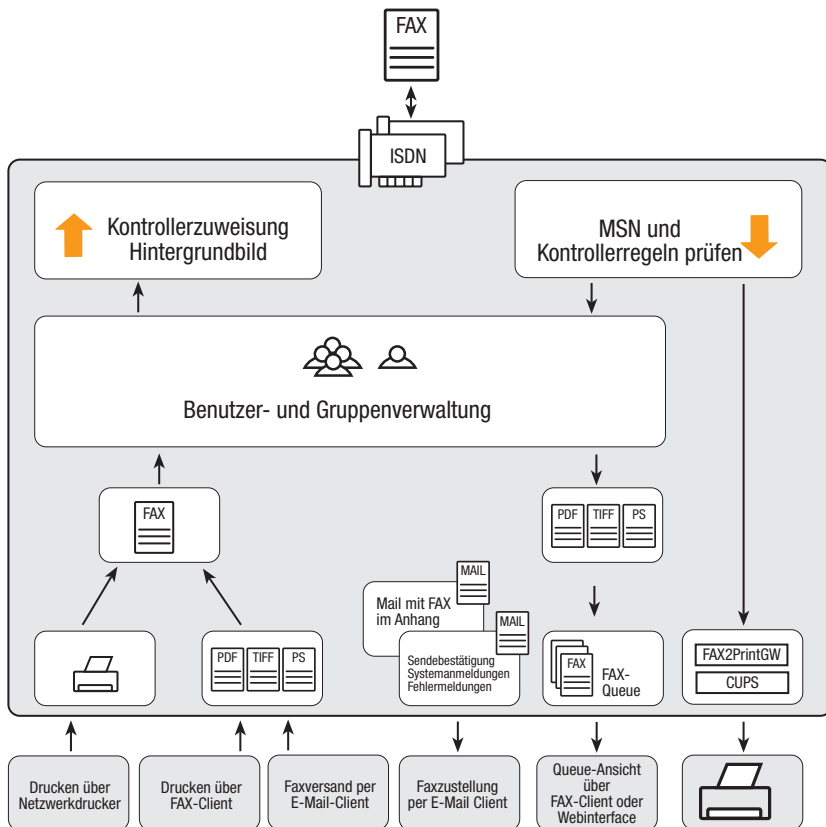 FAX
ISDN
Kontrollerzuweisung
Hintergrundbild
MSN und
Kontrollerregeln prüfen
Benutzer- und Gruppenverwaltung
FAX
PDF
TIFF
PS
MAIL
Mail mit FAX
im Anhang
MAIL
Sendebestätigung
Systemanmeldungen
Fehlermeldungen
PDF
TIFF
PS
FAX
FAX-
Queue
FAX2PrintGW
CUPS
Drucken über
Netzwerkdrucker
Drucken über
FAX-Client
Faxversand per
E-Mail-Client
Faxzustellung
per E-Mail Client
Queue-Ansicht
über
FAX-Client oder
Webinterface